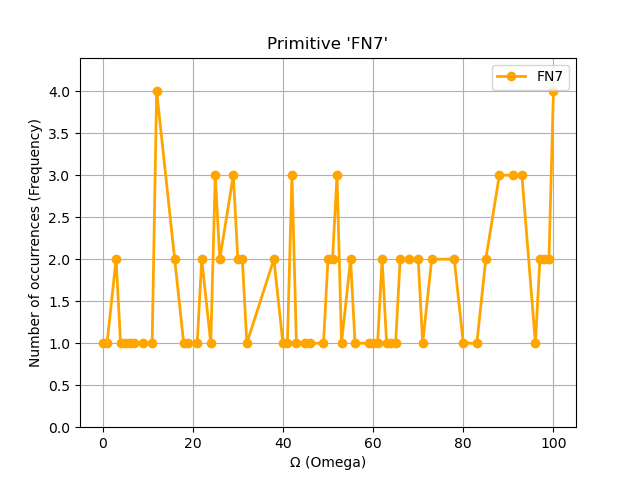 Primitive 'FN7'
FN7
Number of occurrences (Frequency)
4.0
3.5
3.0
2.5
2.0
1.5
1.0
0.5
0.0
0 20 40 60 80 100
Ω (Omega)